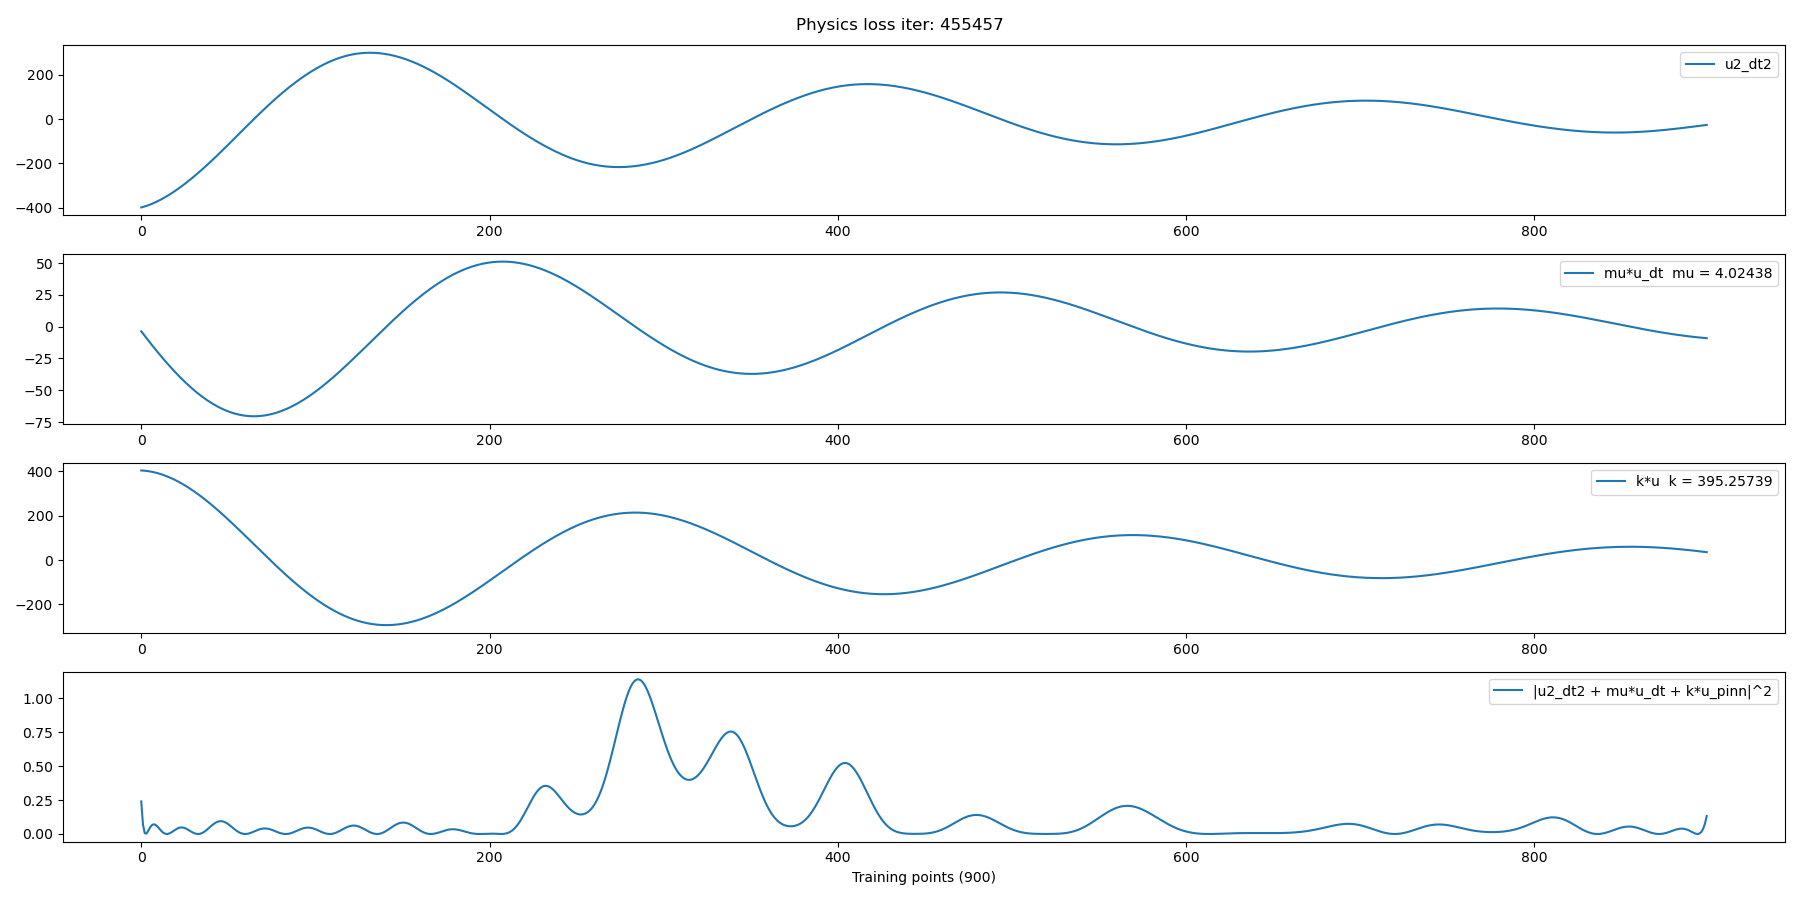 Physics loss iter: 455457
u2_dt2
200
0
−200
−400
0 200 400 600 800
mu*u_dt  mu = 4.02438
50
25
0
−25
−50
−75
0 200 400 600 800
k*u  k = 395.25739
400
200
0
−200
0 200 400 600 800
|u2_dt2 + mu*u_dt + k*u_pinn|^2
1.00
0.75
0.50
0.25
0.00
0 200 400 600 800
Training points (900)